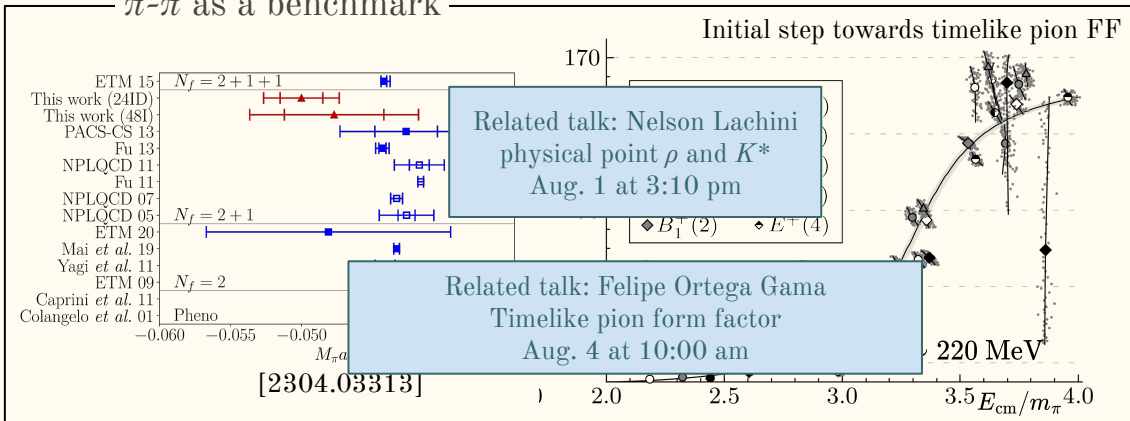 π-π as a benchmark
Initial step towards timelike pion FF
ETM 15
N_f = 2 + 1 + 1
This work (24ID)
This work (48I)
PACS-CS 13
Fu 13
NPLQCD 11
Fu 11
NPLQCD 07
NPLQCD 05
N_f = 2 + 1
ETM 20
Mai et al. 19
Yagi et al. 11
ETM 09
N_f = 2
Caprini et al. 11
Colangelo et al. 01
Pheno
−0.060 −0.055 −0.050
M_π a
[2304.03313]
170
Related talk: Nelson Lachini
physical point ρ and K*
Aug. 1 at 3:10 pm
B_1^+(2) E^+(4)
Related talk: Felipe Ortega Gama
Timelike pion form factor
Aug. 4 at 10:00 am
220 MeV
2.0 2.5 3.0 3.5 4.0
E_cm/m_π